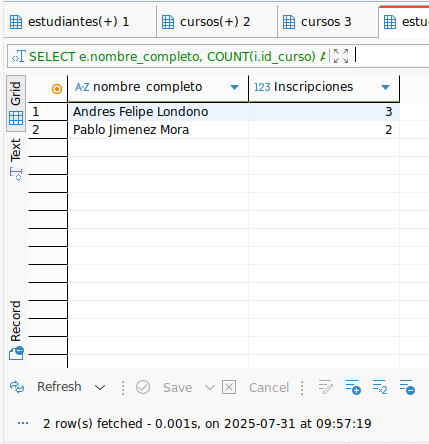 estudiantes(+) 1
cursos(+) 2
cursos 3
estu
SELECT e.nombre_completo, COUNT(i.id_curso) A
Grid
Text
Record
A-Z nombre_completo
123 Inscripciones
1 Andres Felipe Londono 3
2 Pablo Jimenez Mora 2
Refresh Save Cancel
2 row(s) fetched - 0.001s, on 2025-07-31 at 09:57:19